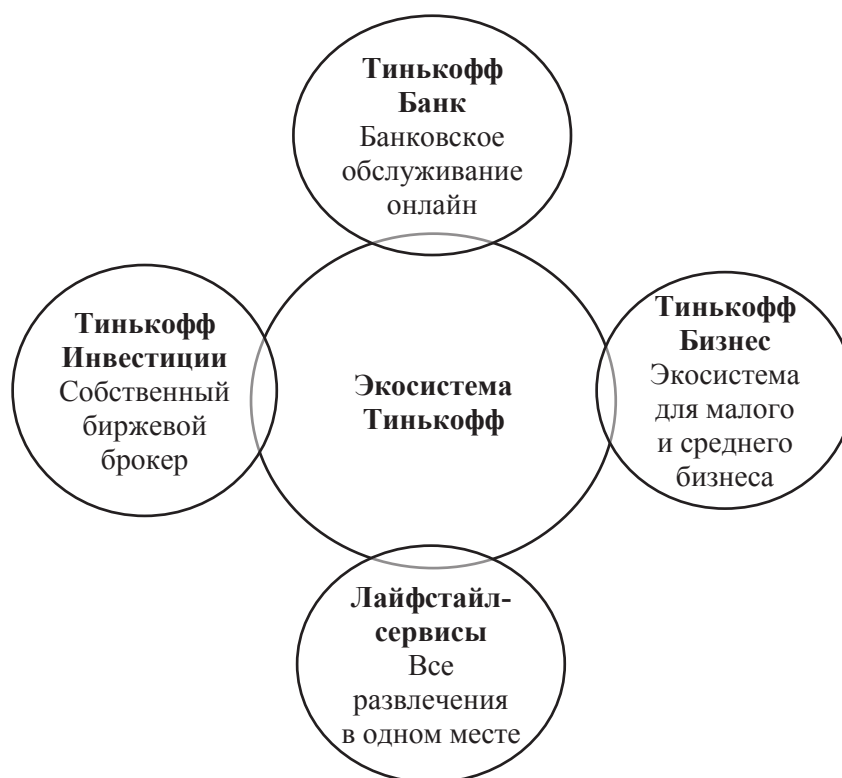 Тинькофф
Банк
Банковское
обслуживание
онлайн
Тинькофф
Инвестиции
Собственный
биржевой
брокер
Экосистема
Тинькофф
Тинькофф
Бизнес
Экосистема
для малого
и среднего
бизнеса
Лайфстайл-
сервисы
Все
развлечения
в одном месте